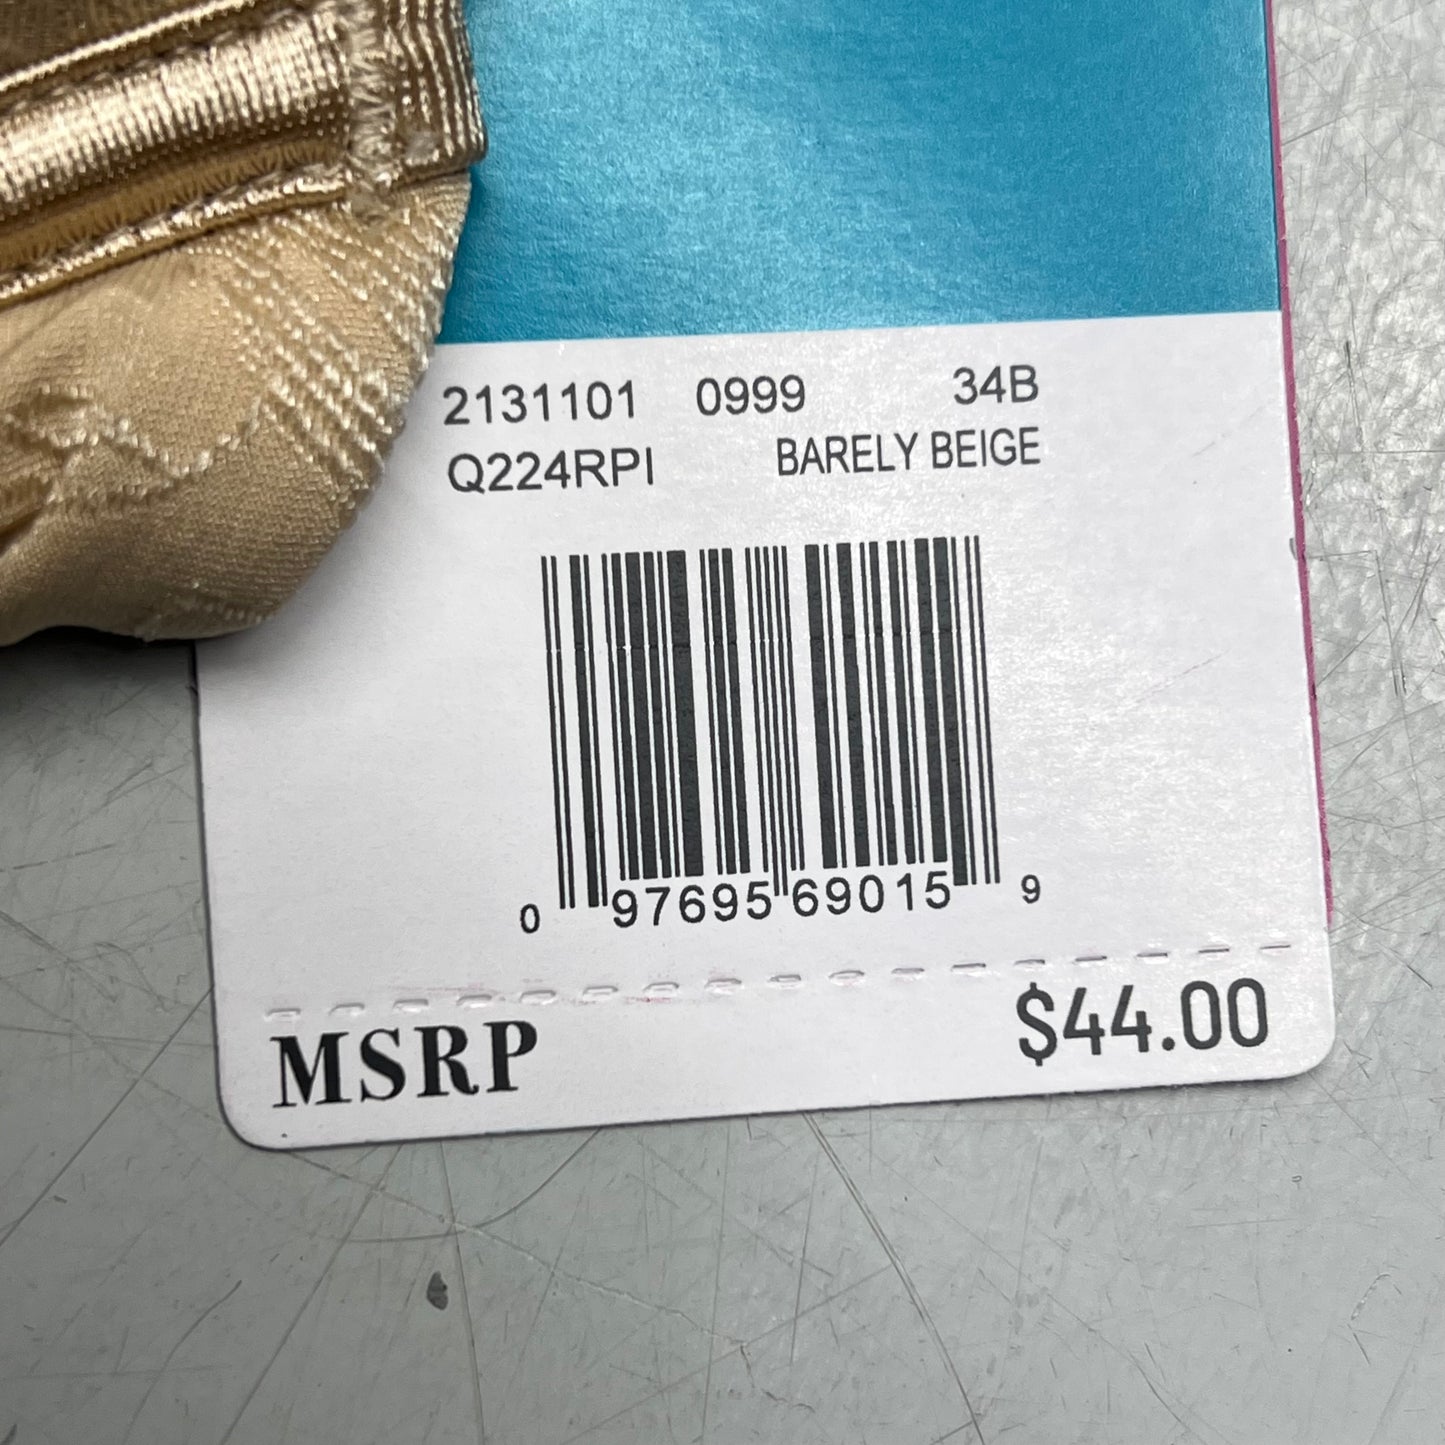 2131101 0999 34B
Q224RPI BARELY BEIGE
0 97695 69015 9
MSRP $44.00